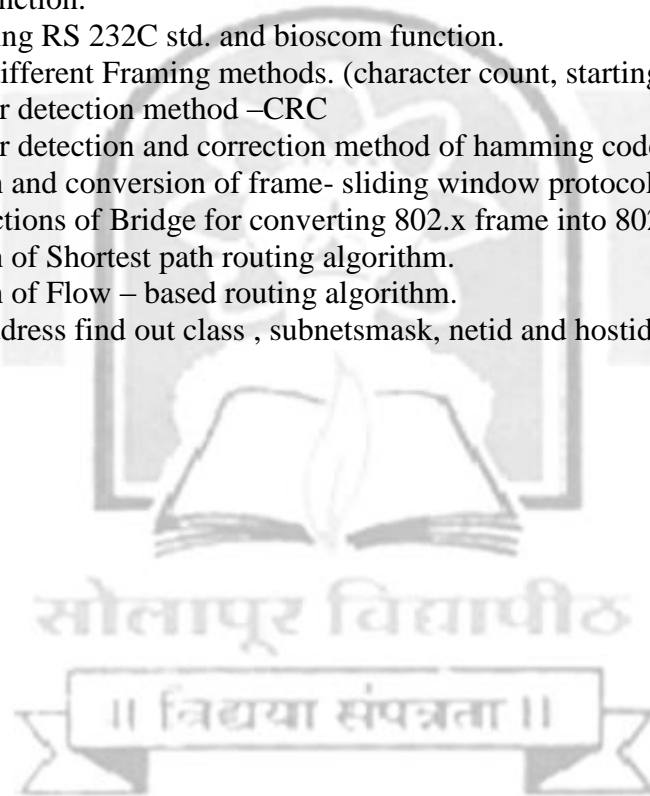 nction.
ing RS 232C std. and bioscom function.
ifferent Framing methods. (character count, starting
r detection method –CRC
r detection and correction method of hamming code
n and conversion of frame- sliding window protocol
ctions of Bridge for converting 802.x frame into 802
n of Shortest path routing algorithm.
n of Flow – based routing algorithm.
dress find out class , subnetsmask, netid and hostid
सोलापूर विद्यापीठ
।। विद्यया संपन्नता ।।